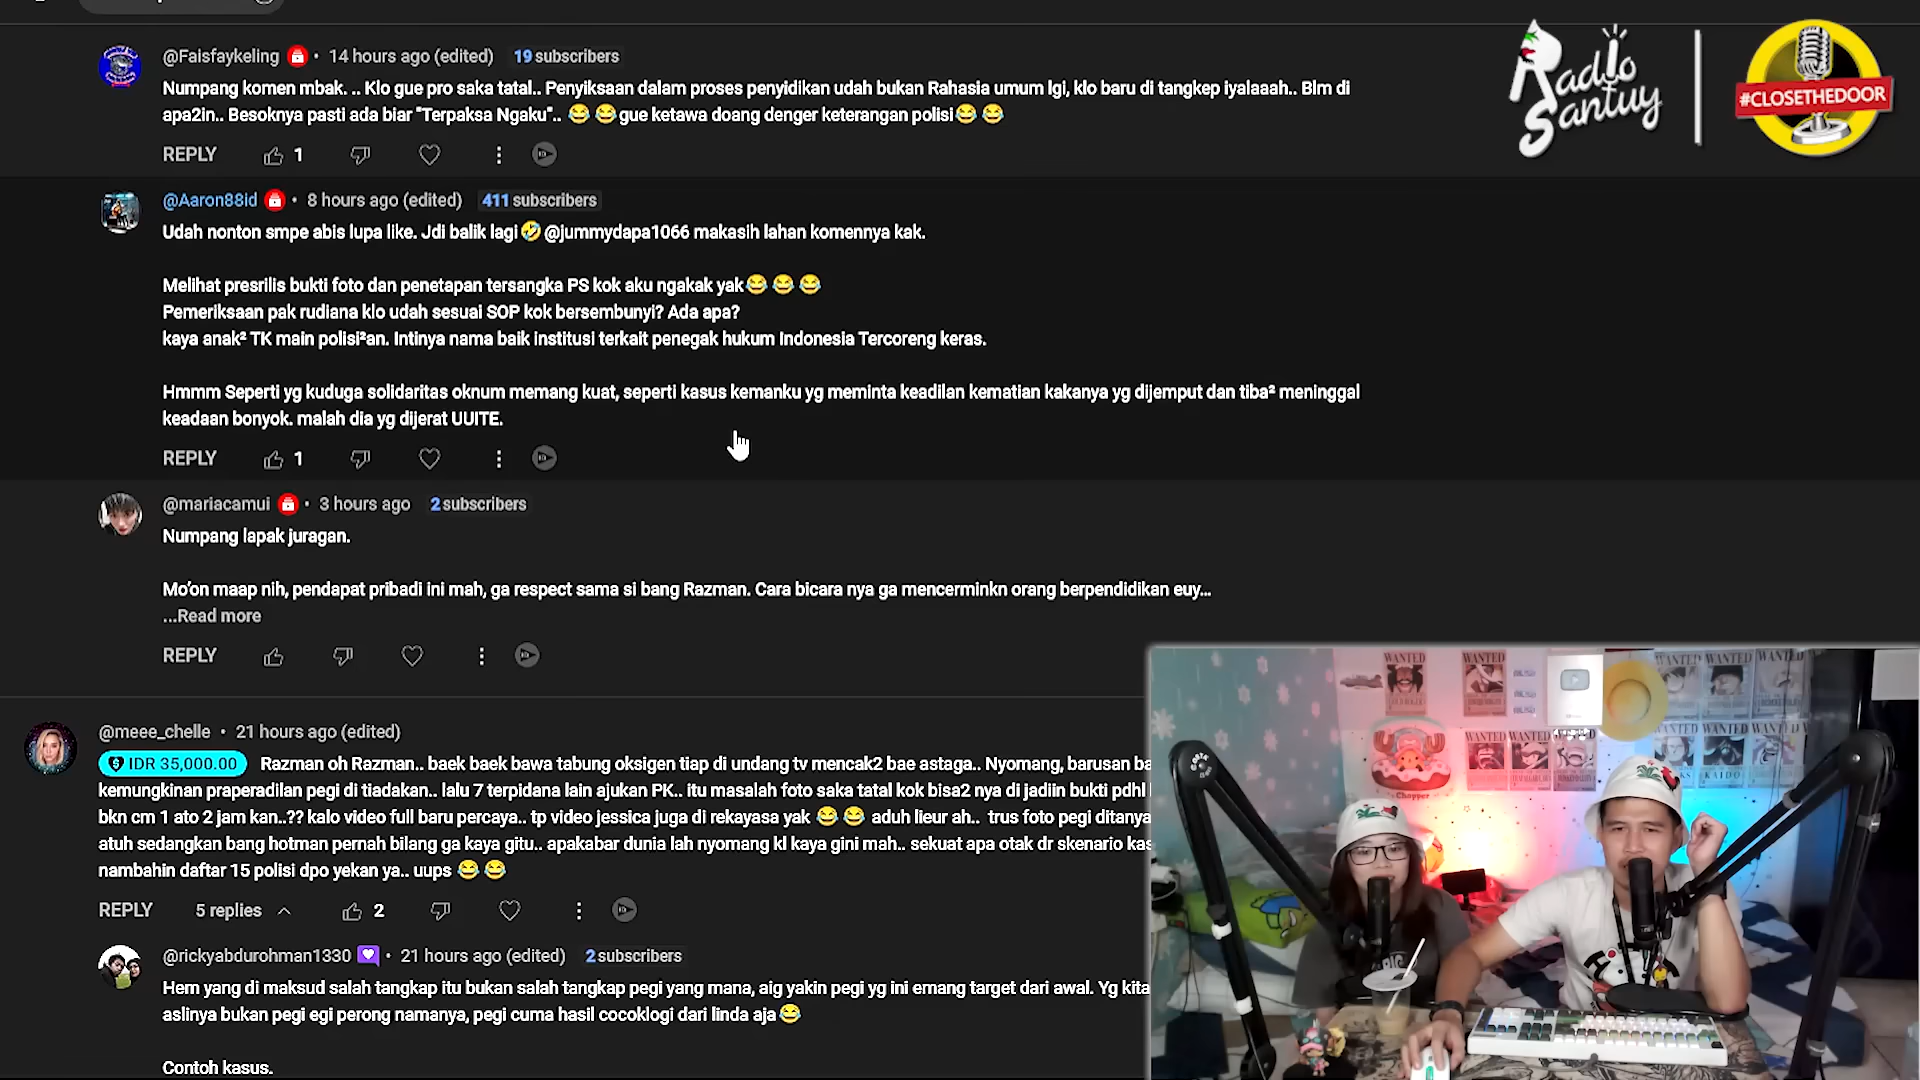 @Faisfaykeling • 14 hours ago (edited) 19 subscribers
Numpang komen mbak. .. Klo gue pro saka tatal.. Penyiksaan dalam proses penyidikan udah bukan Rahasia umum lgi, klo baru di tangkep iyalaaah.. Blm di
apa2in.. Besoknya pasti ada biar "Terpaksa Ngaku".. 😂 😂 gue ketawa doang denger keterangan polisi😂 😂
REPLY 1
@Aaron88id • 8 hours ago (edited) 411 subscribers
Udah nonton smpe abis lupa like. Jdi balik lagi🤣 @jummydapa1066 makasih lahan komennya kak.
Melihat presrilis bukti foto dan penetapan tersangka PS kok aku ngakak yak😂 😂 😂
Pemeriksaan pak rudiana klo udah sesuai SOP kok bersembunyi? Ada apa?
kaya anak² TK main polisi²an. Intinya nama baik institusi terkait penegak hukum Indonesia Tercoreng keras.
Hmmm Seperti yg kuduga solidaritas oknum memang kuat, seperti kasus kemanku yg meminta keadilan kematian kakanya yg dijemput dan tiba² meninggal
keadaan bonyok. malah dia yg dijerat UUITE.
REPLY 1
@mariacamui • 3 hours ago 2 subscribers
Numpang lapak juragan.
Mo'on maap nih, pendapat pribadi ini mah, ga respect sama si bang Razman. Cara bicara nya ga mencerminkn orang berpendidikan euy...
...Read more
REPLY
@meee_chelle • 21 hours ago (edited)
IDR 35,000.00 Razman oh Razman.. baek baek bawa tabung oksigen tiap di undang tv mencak2 bae astaga.. Nyomang, barusan ba
kemungkinan praperadilan pegi di tiadakan.. lalu 7 terpidana lain ajukan PK.. itu masalah foto saka tatal kok bisa2 nya di jadiin bukti pdhl
bkn cm 1 ato 2 jam kan..?? kalo video full baru percaya.. tp video jessica juga di rekayasa yak 😂 😂 aduh lieur ah.. trus foto pegi ditanya
atuh sedangkan bang hotman pernah bilang ga kaya gitu.. apakabar dunia lah nyomang kl kaya gini mah.. sekuat apa otak dr skenario kas
nambahin daftar 15 polisi dpo yekan ya.. uups 😂 😂
REPLY 5 replies 2
@rickyabdurohman1330 • 21 hours ago (edited) 2 subscribers
Hem yang di maksud salah tangkap itu bukan salah tangkap pegi yang mana, aig yakin pegi yg ini emang target dari awal. Yg kita
aslinya bukan pegi egi perong namanya, pegi cuma hasil cocoklogi dari linda aja😂
Contoh kasus.
Radio
Santuy
#CLOSETHEDOOR
WANTED
WANTED
WANTED WANTED WANTED
WANTED WANTED WANTED
WANTED WANTED
KAIDO
Chopper